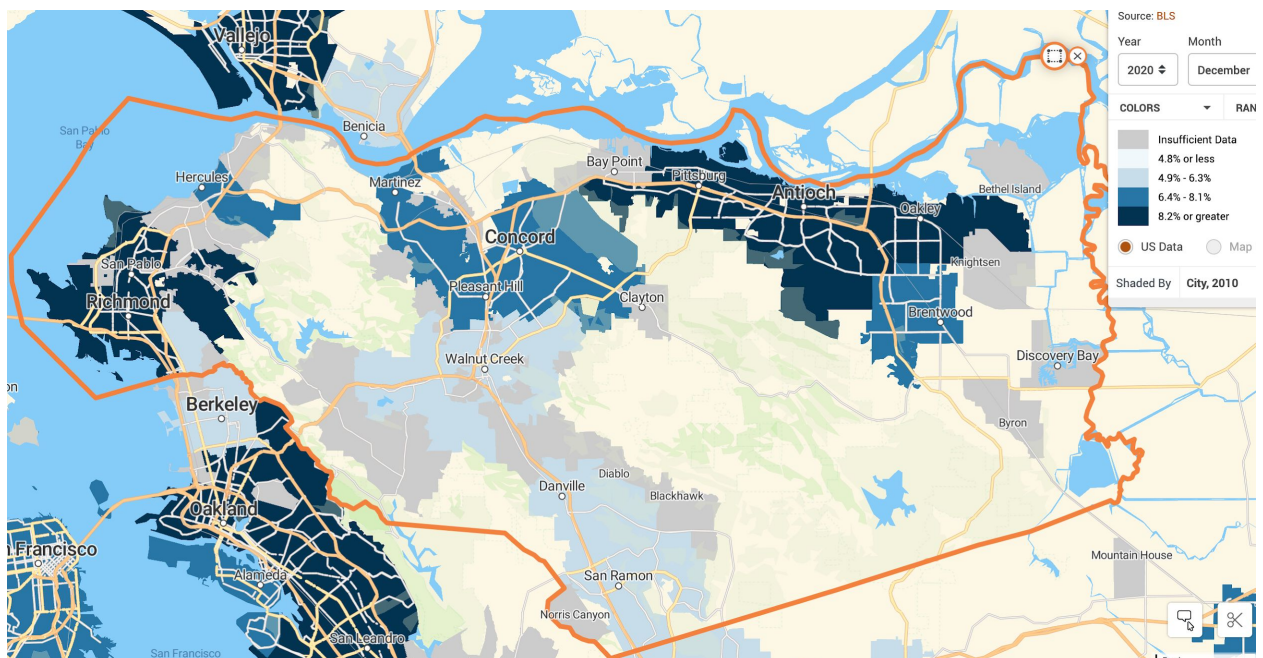 Source: BLS
Year
Month
2020
December
COLORS
RAN
Insufficient Data
4.8% or less
4.9% - 6.3%
6.4% - 8.1%
8.2% or greater
US Data
Map
Shaded By
City, 2010
Vallejo
San Pablo
Bay
Benicia
Hercules
Martinez
Bay Point
Pittsburg
Antioch
Bethel Island
Oakley
Concord
San Pablo
Knightsen
Richmond
Pleasant Hill
Clayton
Brentwood
Walnut Creek
Discovery Bay
on
Berkeley
Byron
Diablo
Danville
Blackhawk
Oakland
n Francisco
Mountain House
Alameda
San Ramon
Norris Canyon
San Leandro
San Francisco